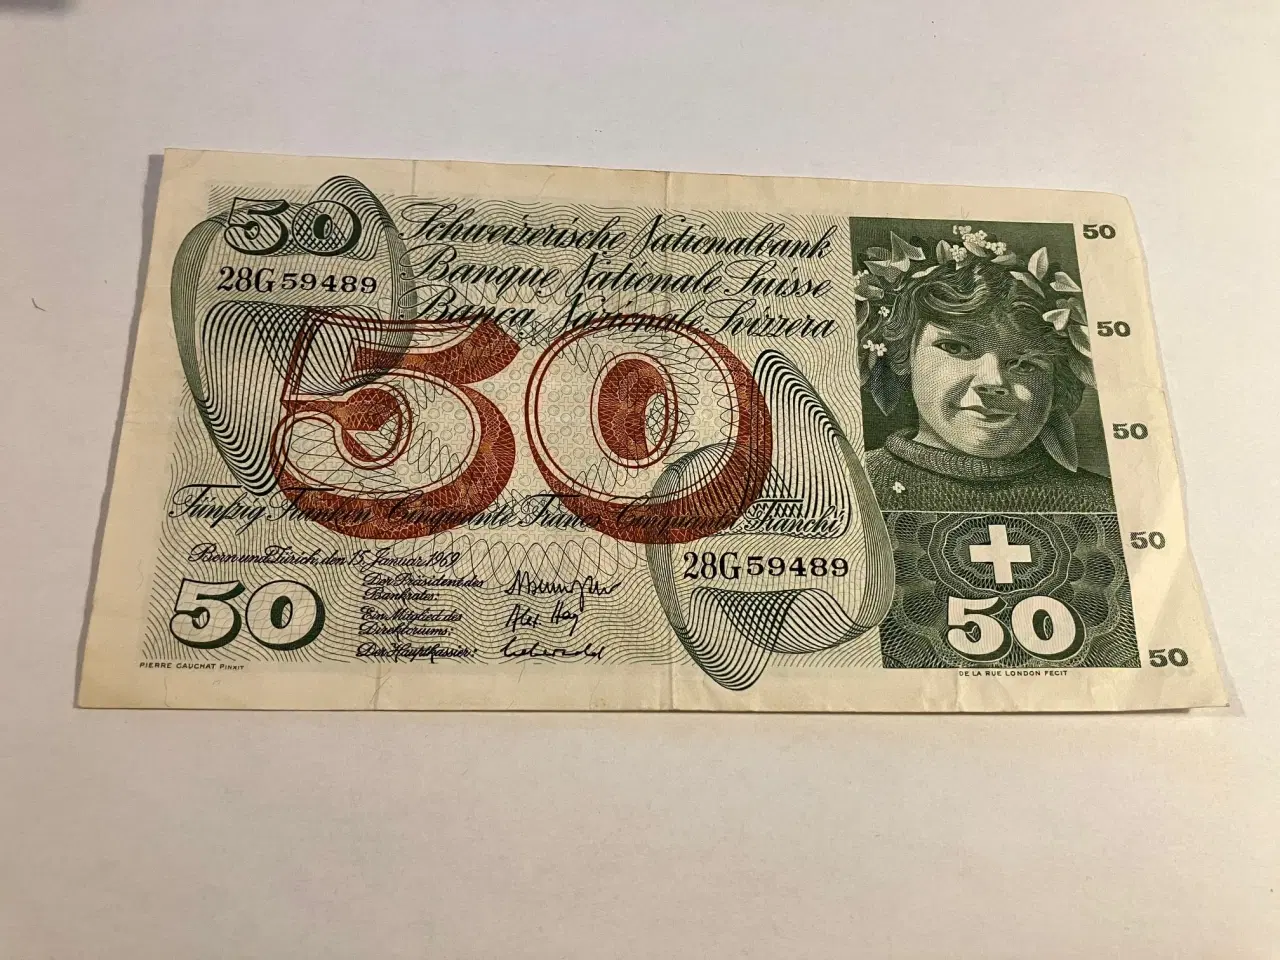 50
28G59489
Schweizerische Nationalbank
Banque Nationale Suisse
Banca Nazionale Svizzera
50
Fünfzig Franken Cinquante Francs Cinquanta Franchi
Bern und Zürich, den 15. Januar 1969
Der Präsident des
Bankrates:
Ein Mitglied des
Direktoriums:
Der Hauptkassier:
28G59489
50
PIERRE GAUCHAT PINXIT
50
50
50
50
50
50
DE LA RUE LONDON FECIT